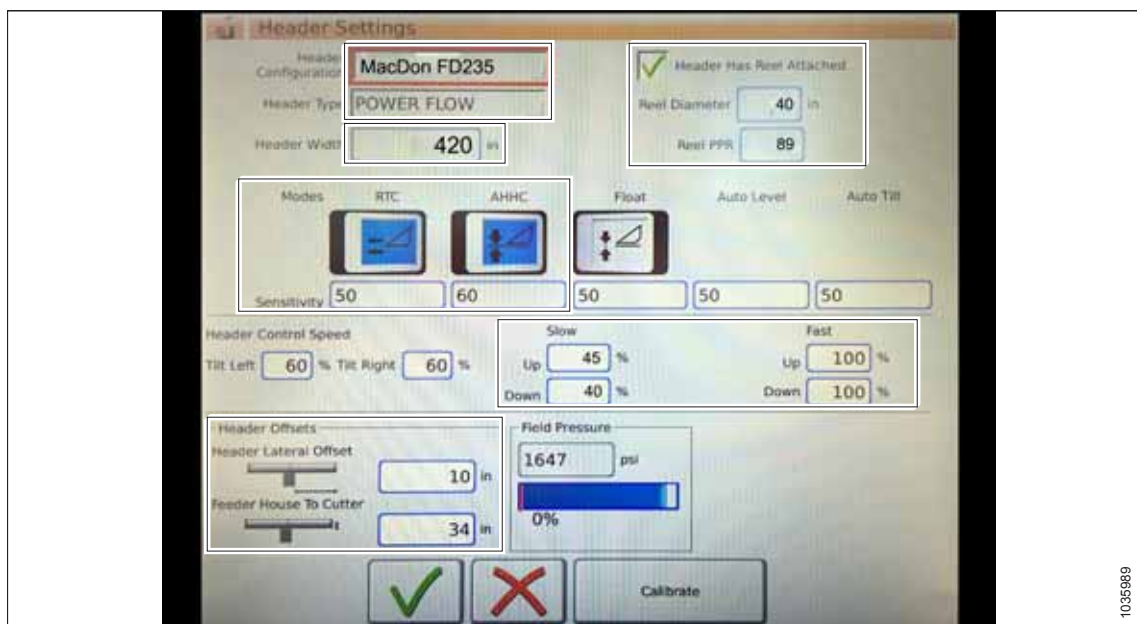 Header Settings
Header Configuration MacDon FD235
Header Type POWER FLOW
Header Width 420 in
Header Has Reel Attached
Reel Diameter 40 in
Reel PPR 89
Modes RTC AHHC Float Auto Level Auto Tilt
Sensitivity 50 60 50 50 50
Header Control Speed
Tilt Left 60 % Tilt Right 60 %
Slow Fast
Up 45 % Up 100 %
Down 40 % Down 100 %
Header Offsets
Header Lateral Offset
10 in
Feeder House To Cutter
34 in
Field Pressure
1647 psi
0%
Calibrate
1035989